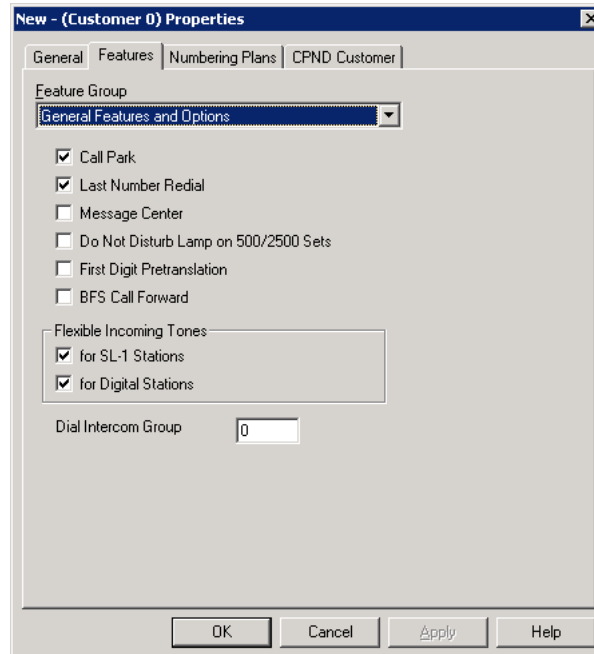 New - (Customer 0) Properties
General Features Numbering Plans CPND Customer
Feature Group
General Features and Options
Call Park
Last Number Redial
Message Center
Do Not Disturb Lamp on 500/2500 Sets
First Digit Pretranslation
BFS Call Forward
Flexible Incoming Tones
for SL-1 Stations
for Digital Stations
Dial Intercom Group 0
OK Cancel Apply Help